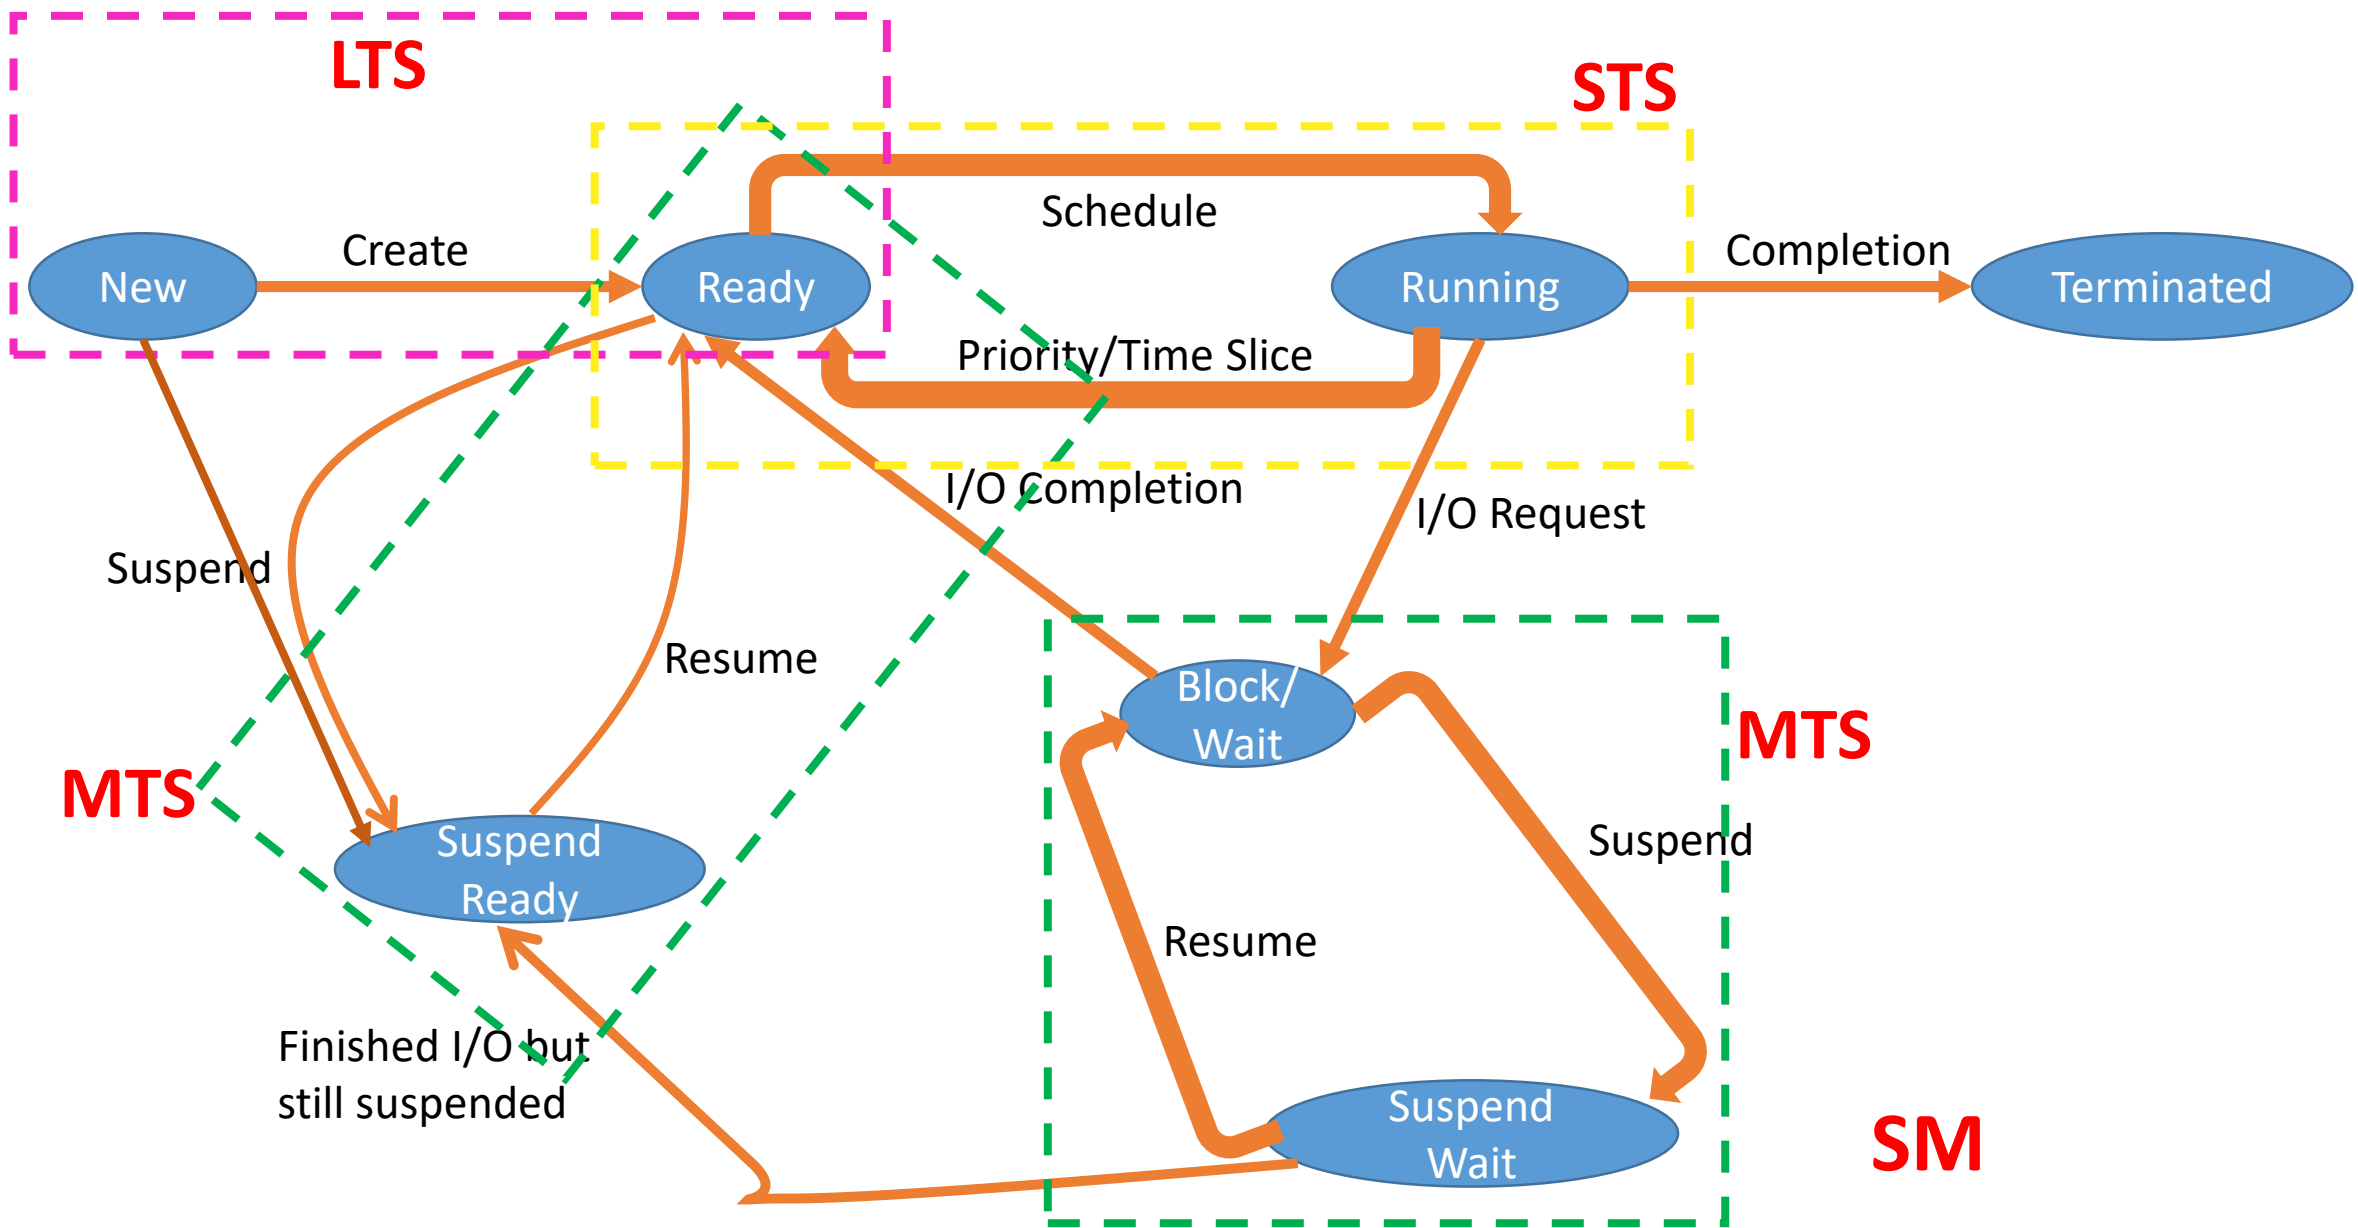 LTS
STS
Schedule
Create
Completion
New
Ready
Running
Terminated
Priority/Time Slice
I/O Completion
I/O Request
Suspend
Resume
Block/
Wait
MTS
MTS
Suspend
Suspend
Ready
Resume
Finished I/O but
still suspended
Suspend
Wait
SM